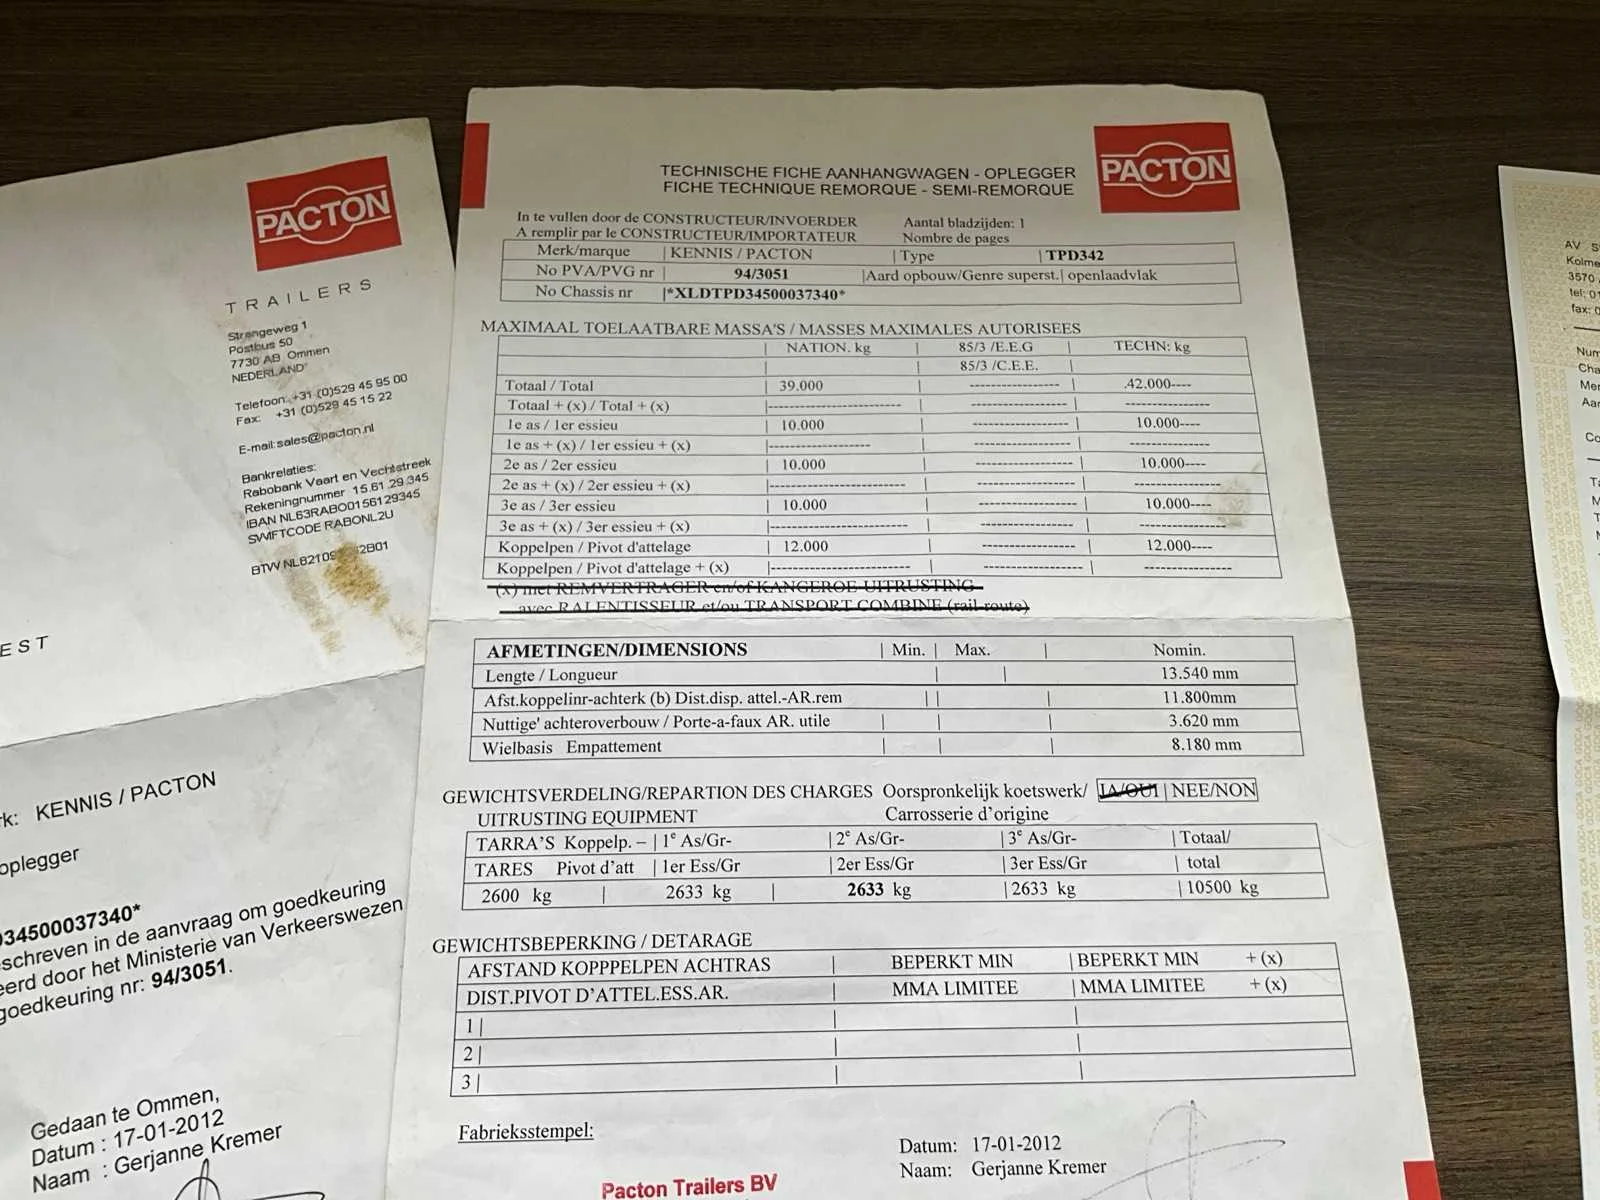 PACTON
TRAILERS
Strangeweg 1
Postbus 50
7730 AB Ommen
NEDERLAND
Telefoon: +31 (0)529 45 95 00
Fax: +31 (0)529 45 15 22
E-mail:sales@pacton.nl
Bankrelaties:
Rabobank Vaart en Vechtstreek
Rekeningnummer 15.61.29.345
IBAN NL63RABO0156129345
SWIFTCODE RABONL2U
BTW NL8210 2B01
EST
k: KENNIS / PACTON
oplegger
034500037340*
schreven in de aanvraag om goedkeuring
eerd door het Ministerie van Verkeerswezen
goedkeuring nr: 94/3051.
Gedaan te Ommen,
Datum : 17-01-2012
Naam : Gerjanne Kremer
PACTON
TECHNISCHE FICHE AANHANGWAGEN - OPLEGGER
FICHE TECHNIQUE REMORQUE - SEMI-REMORQUE
In te vullen door de CONSTRUCTEUR/INVOERDER Aantal bladzijden: 1
A remplir par le CONSTRUCTEUR/IMPORTATEUR Nombre de pages
Merk/marque | KENNIS / PACTON | Type | TPD342
No PVA/PVG nr | 94/3051 |Aard opbouw/Genre superst.| openlaadvlak
No Chassis nr |*XLDTPD34500037340*
MAXIMAAL TOELAATBARE MASSA'S / MASSES MAXIMALES AUTORISEES
| NATION. kg | 85/3 /E.E.G | TECHN: kg
| | 85/3 /C.E.E. |
Totaal / Total | 39.000 ----------------- | .42.000----
Totaal + (x) / Total + (x) |---------------------- | ----------------- | ----------------
1e as / 1er essieu | 10.000 | ----------------- | 10.000----
1e as + (x) / 1er essieu + (x) |----------------- | ----------------- | ----------------
2e as / 2er essieu | 10.000 | ----------------- | 10.000----
2e as + (x) / 2er essieu + (x) |---------------------- | ----------------- | ----------------
3e as / 3er essieu | 10.000 | ----------------- | 10.000----
3e as + (x) / 3er essieu + (x) |---------------------- | ----------------- | ----------------
Koppelpen / Pivot d'attelage | 12.000 | ----------------- | 12.000----
Koppelpen / Pivot d'attelage + (x) |---------------------- | ----------------- | ----------------
(x) met REMVERTRAGER en/of KANGEROE-UITRUSTING
avec RALENTISSEUR et/ou TRANSPORT COMBINE (rail-route)
AFMETINGEN/DIMENSIONS | Min. | Max. | Nomin.
Lengte / Longueur | | 13.540 mm
Afst.koppelinr-achterk (b) Dist.disp. attel.-AR.rem | | | 11.800mm
Nuttige' achteroverbouw / Porte-a-faux AR. utile | | | 3.620 mm
Wielbasis Empattement | | | 8.180 mm
GEWICHTSVERDELING/REPARTION DES CHARGES Oorspronkelijk koetswerk/ JA/OUI | NEE/NON
UITRUSTING EQUIPMENT Carrosserie d'origine
TARRA'S Koppelp. – | 1e As/Gr- | 2e As/Gr- | 3e As/Gr- | Totaal/
TARES Pivot d'att | 1er Ess/Gr | 2er Ess/Gr | 3er Ess/Gr | total
2600 kg | 2633 kg | 2633 kg | 2633 kg | 10500 kg
GEWICHTSBEPERKING / DETARAGE
AFSTAND KOPPPELPEN ACHTRAS | BEPERKT MIN | BEPERKT MIN + (x)
DIST.PIVOT D'ATTEL.ESS.AR. | MMA LIMITEE | MMA LIMITEE + (x)
1 | | |
2 | | |
3 | | |
Fabrieksstempel:
Datum: 17-01-2012
Naam: Gerjanne Kremer
Pacton Trailers BV
AV
Kolme
3570
tel: 01
fax: 0
Num
Cha
Mer
Aar
Co